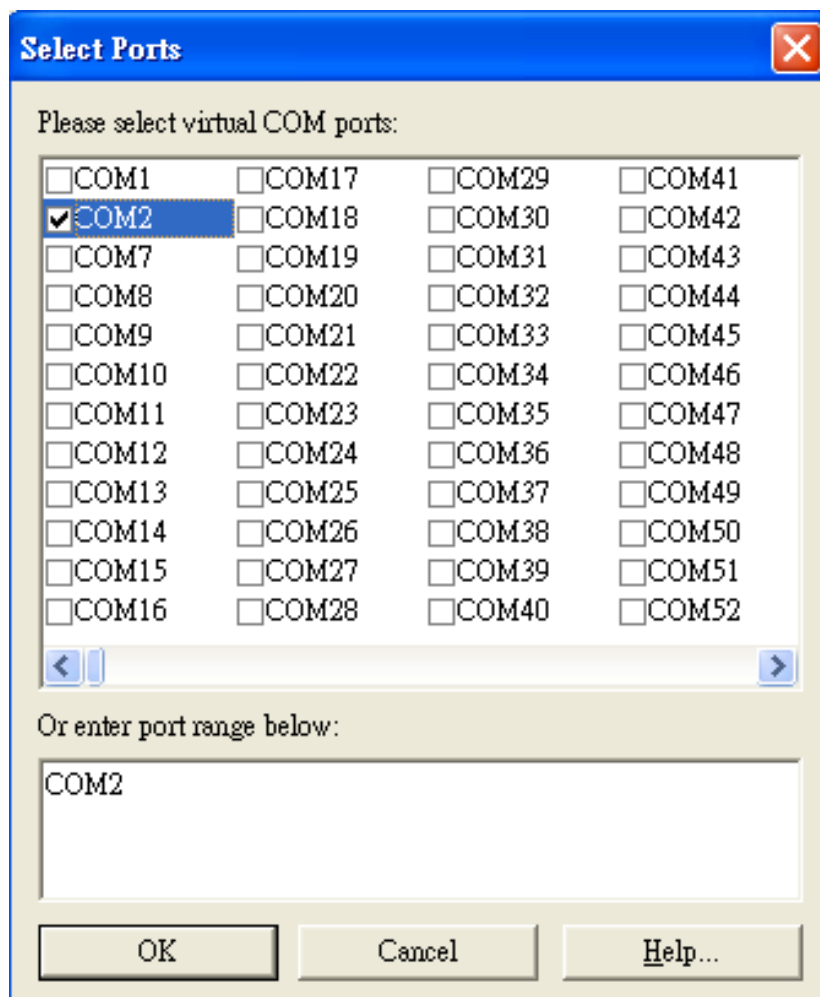 Select Ports
Please select virtual COM ports:
COM1 COM17 COM29 COM41
COM2 COM18 COM30 COM42
COM7 COM19 COM31 COM43
COM8 COM20 COM32 COM44
COM9 COM21 COM33 COM45
COM10 COM22 COM34 COM46
COM11 COM23 COM35 COM47
COM12 COM24 COM36 COM48
COM13 COM25 COM37 COM49
COM14 COM26 COM38 COM50
COM15 COM27 COM39 COM51
COM16 COM28 COM40 COM52
Or enter port range below:
COM2
OK Cancel Help...